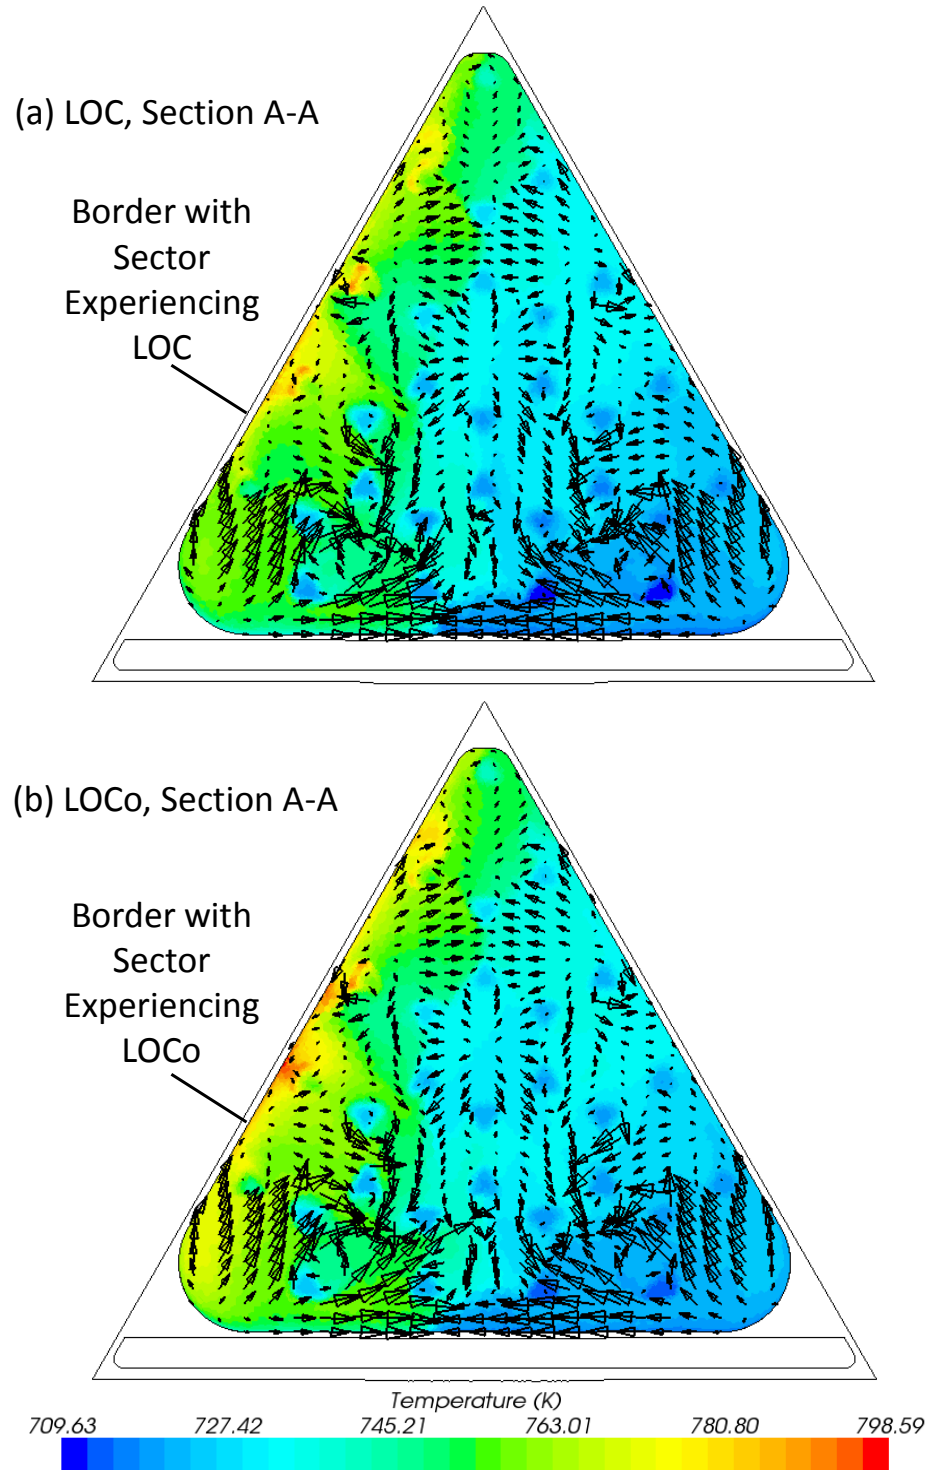 (a) LOC, Section A-A
Border with
Sector
Experiencing
LOC
(b) LOCo, Section A-A
Border with
Sector
Experiencing
LOCo
Temperature (K)
709.63 727.42 745.21 763.01 780.80 798.59